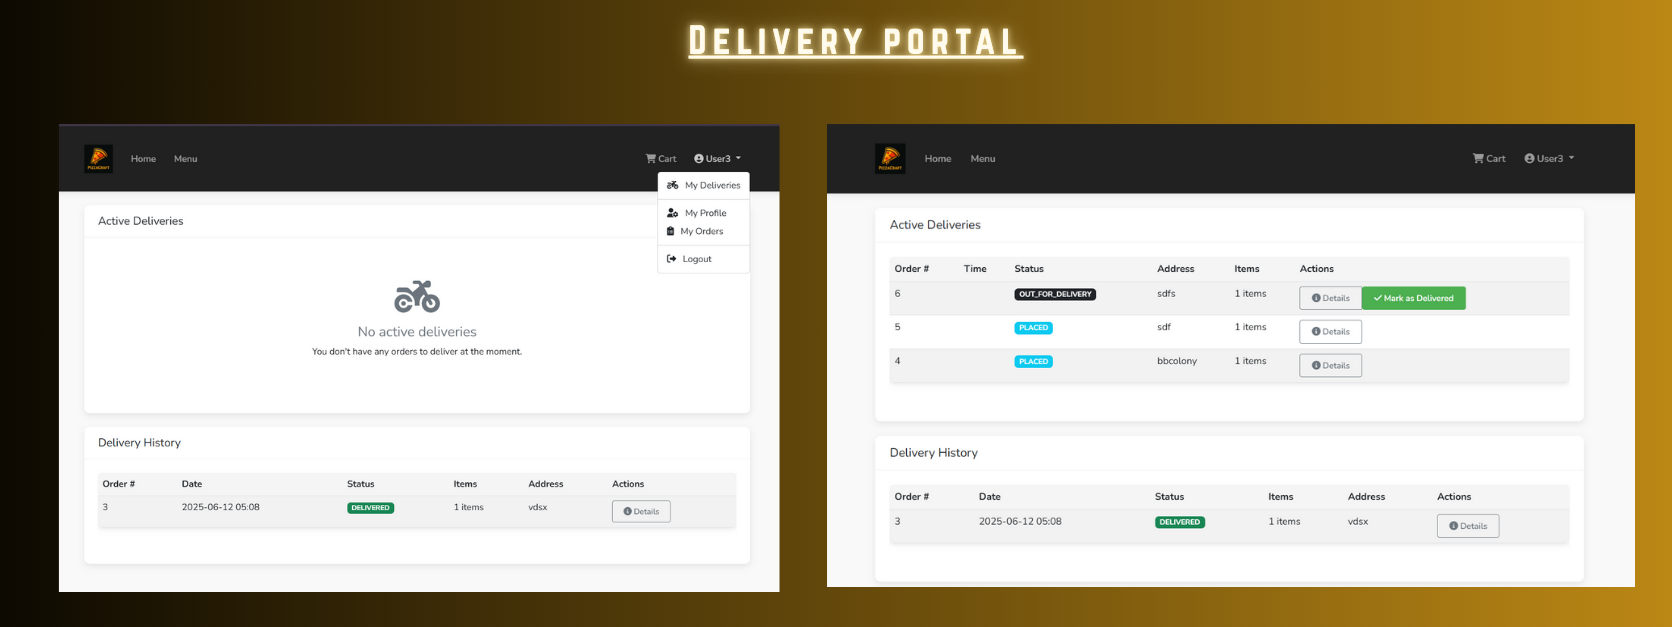 DELIVERY PORTAL
PIZZACRAFT Home Menu Cart User3
My Deliveries
My Profile
My Orders
Logout
Active Deliveries
No active deliveries
You don't have any orders to deliver at the moment.
Delivery History
Order # Date Status Items Address Actions
3 2025-06-12 05:08 DELIVERED 1 items vdsx Details
PIZZACRAFT Home Menu Cart User3
Active Deliveries
Order # Time Status Address Items Actions
6 OUT_FOR_DELIVERY sdfs 1 items Details Mark as Delivered
5 PLACED sdf 1 items Details
4 PLACED bbcolony 1 items Details
Delivery History
Order # Date Status Items Address Actions
3 2025-06-12 05:08 DELIVERED 1 items vdsx Details